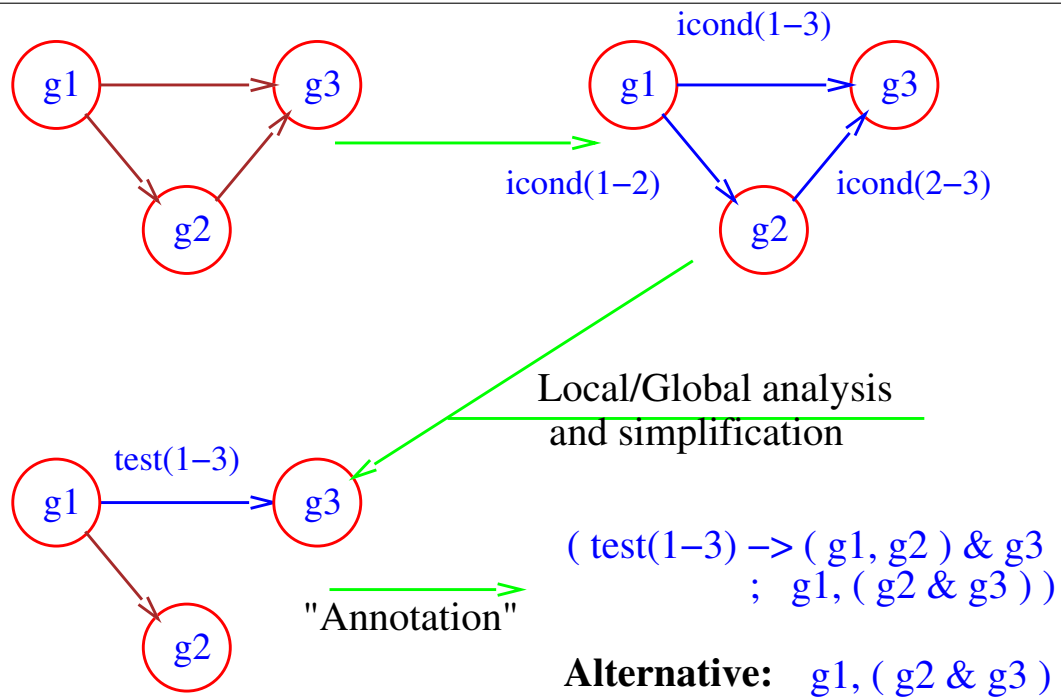 icond(1−3)
g1
g3
g1
g3
icond(1−2)
icond(2−3)
g2
g2
Local/Global analysis
and simplification
test(1−3)
g1
g3
( test(1−3) −> ( g1, g2 ) & g3
; g1, ( g2 & g3 ) )
"Annotation"
g2
Alternative: g1, ( g2 & g3 )